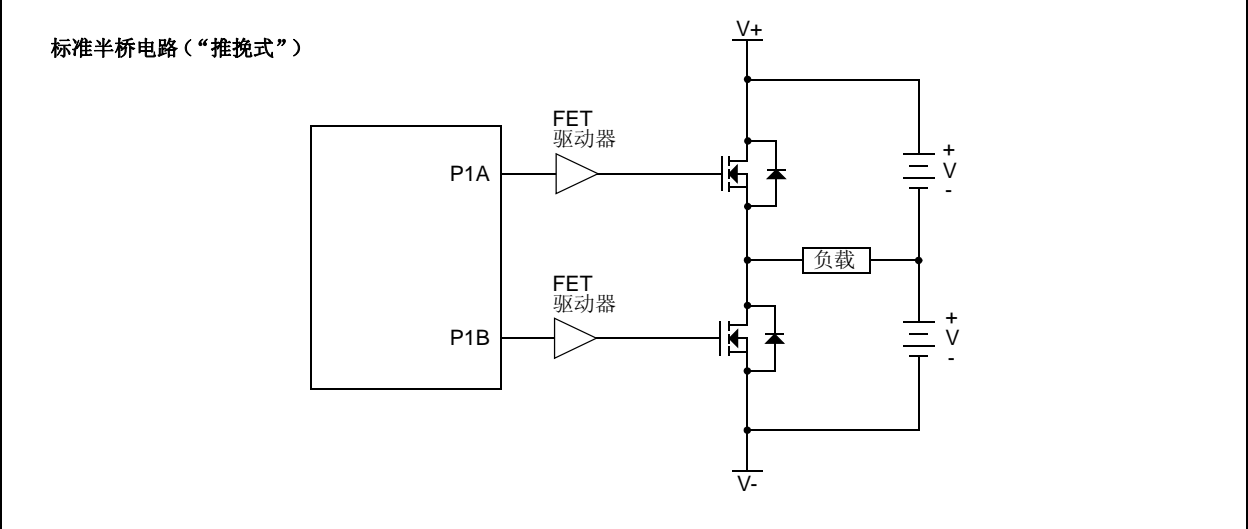 标准半桥电路（“推挽式”）
V+
FET
驱动器
P1A
+
V
-
负载
FET
驱动器
P1B
+
V
-
V-